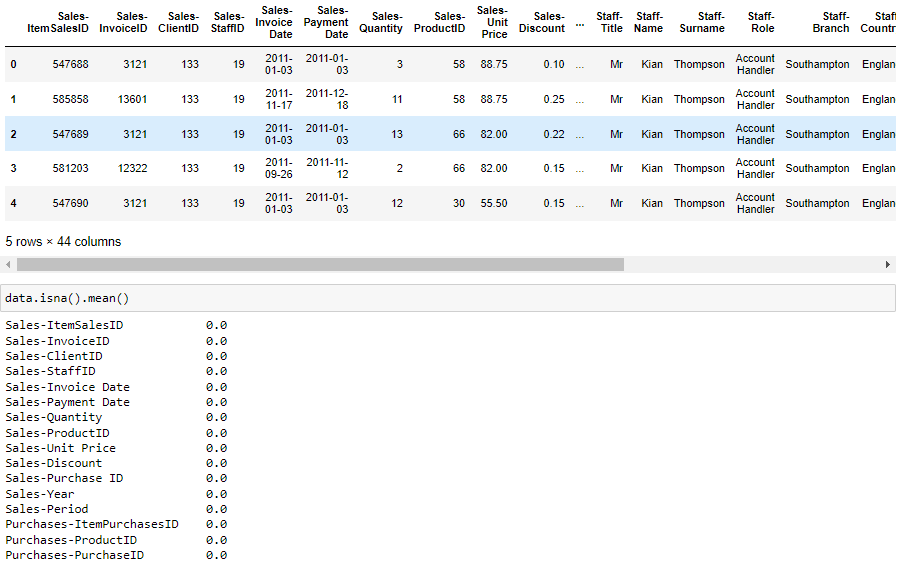 Sales-ItemSalesID Sales-InvoiceID Sales-ClientID Sales-StaffID Sales-Invoice Date Sales-Payment Date Sales-Quantity Sales-ProductID Sales-Unit Price Sales-Discount ... Staff-Title Staff-Name Staff-Surname Staff-Role Staff-Branch Staff Countr
0 547688 3121 133 19 2011-01-03 2011-01-03 3 58 88.75 0.10 ... Mr Kian Thompson Account Handler Southampton Englan
1 585858 13601 133 19 2011-11-17 2011-12-18 11 58 88.75 0.25 ... Mr Kian Thompson Account Handler Southampton Englan
2 547689 3121 133 19 2011-01-03 2011-01-03 13 66 82.00 0.22 ... Mr Kian Thompson Account Handler Southampton Englan
3 581203 12322 133 19 2011-09-26 2011-11-12 2 66 82.00 0.15 ... Mr Kian Thompson Account Handler Southampton Englan
4 547690 3121 133 19 2011-01-03 2011-01-03 12 30 55.50 0.15 ... Mr Kian Thompson Account Handler Southampton Englan
5 rows × 44 columns
data.isna().mean()
Sales-ItemSalesID 0.0
Sales-InvoiceID 0.0
Sales-ClientID 0.0
Sales-StaffID 0.0
Sales-Invoice Date 0.0
Sales-Payment Date 0.0
Sales-Quantity 0.0
Sales-ProductID 0.0
Sales-Unit Price 0.0
Sales-Discount 0.0
Sales-Purchase ID 0.0
Sales-Year 0.0
Sales-Period 0.0
Purchases-ItemPurchasesID 0.0
Purchases-ProductID 0.0
Purchases-PurchaseID 0.0